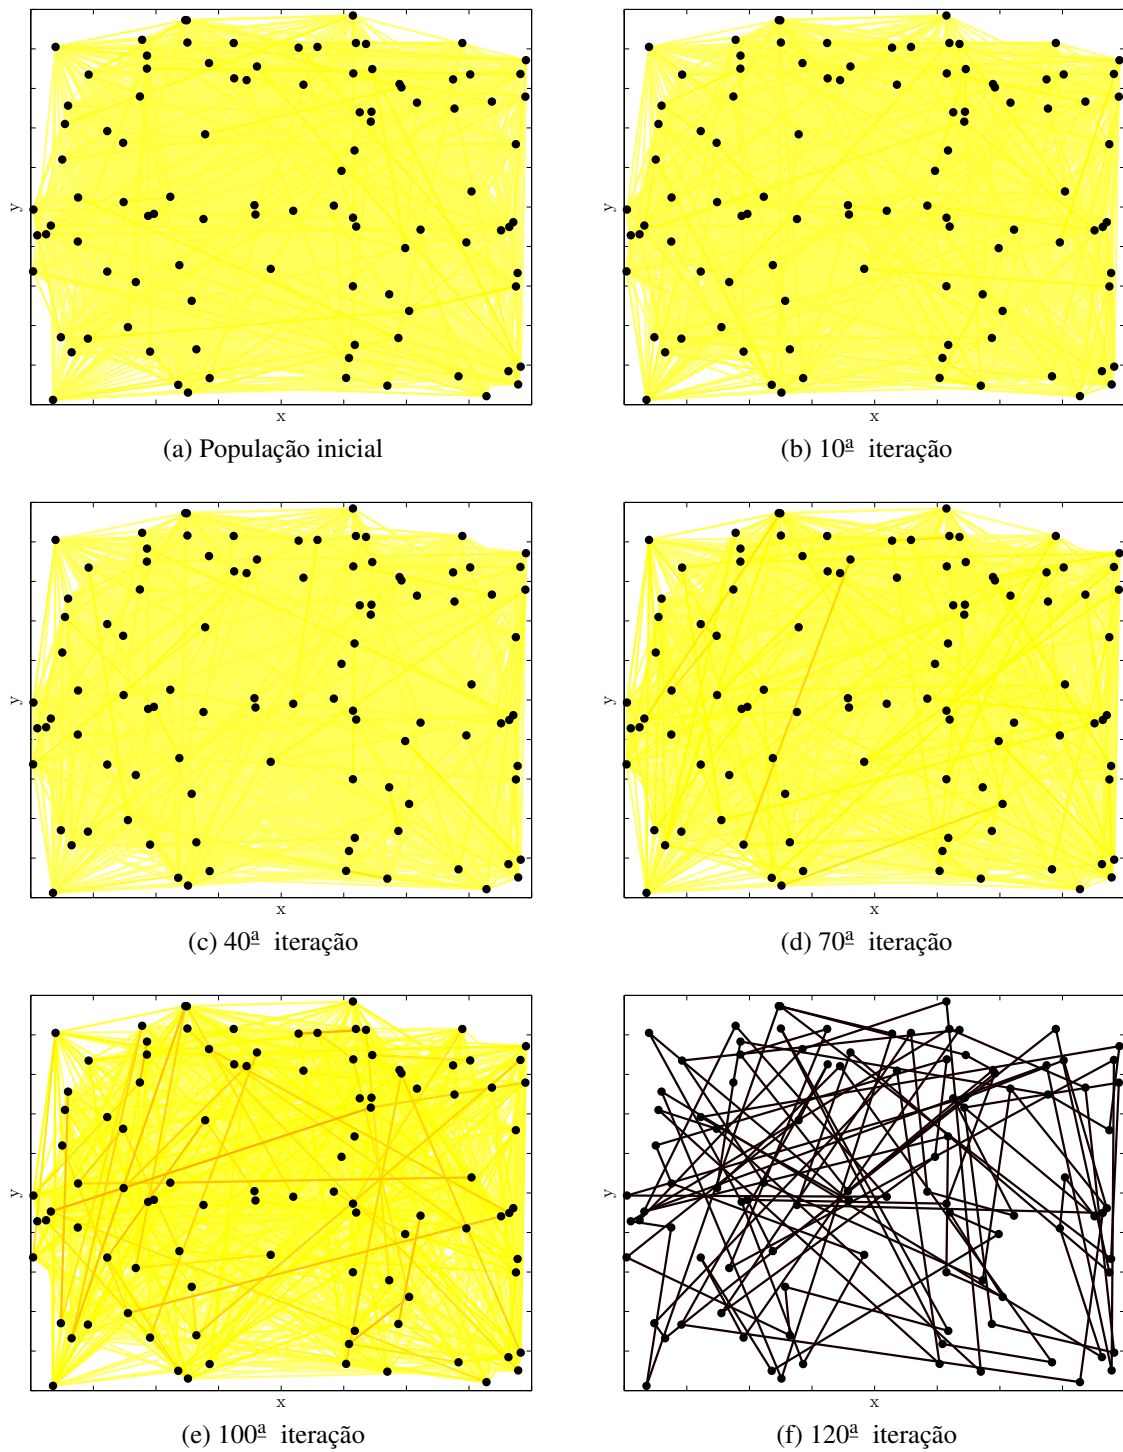 y
y
x
x
(a) População inicial
(b) 10ª iteração
y
y
x
x
(c) 40ª iteração
(d) 70ª iteração
y
y
x
x
(e) 100ª iteração
(f) 120ª iteração